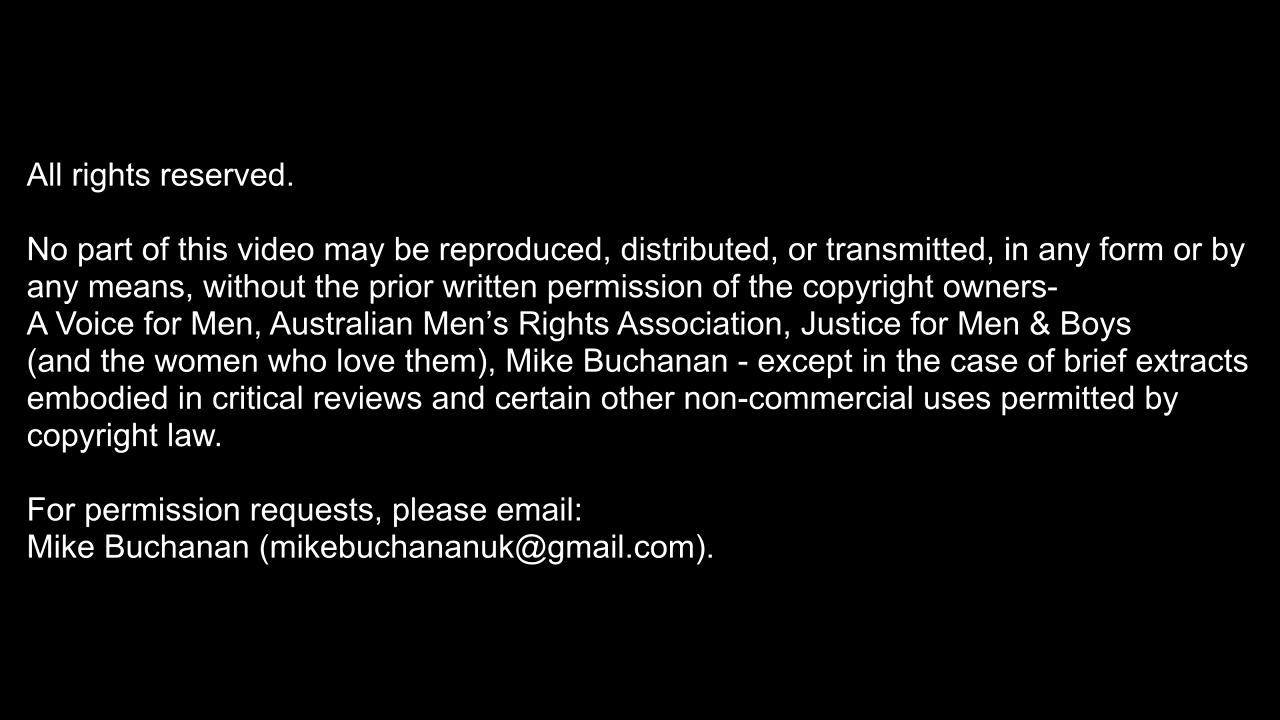 All rights reserved.
No part of this video may be reproduced, distributed, or transmitted, in any form or by
any means, without the prior written permission of the copyright owners-
A Voice for Men, Australian Men’s Rights Association, Justice for Men & Boys
(and the women who love them), Mike Buchanan - except in the case of brief extracts
embodied in critical reviews and certain other non-commercial uses permitted by
copyright law.
For permission requests, please email:
Mike Buchanan (mikebuchananuk@gmail.com).